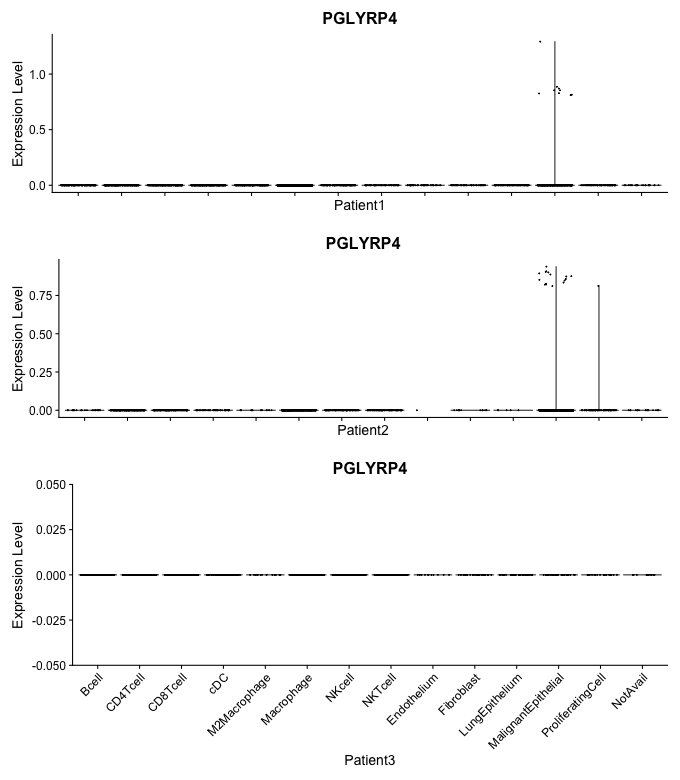 PGLYRP4
Expression Level
1.0
0.5
0.0
Patient1
PGLYRP4
Expression Level
0.75
0.50
0.25
0.00
Patient2
PGLYRP4
Expression Level
0.050
0.025
0.000
-0.025
-0.050
Bcell
CD4Tcell
CD8Tcell
cDC
M2Macrophage
Macrophage
NKcell
NKTcell
Endothelium
Fibroblast
LungEpithelium
MalignantEpithelial
ProliferatingCell
NotAvail
Patient3